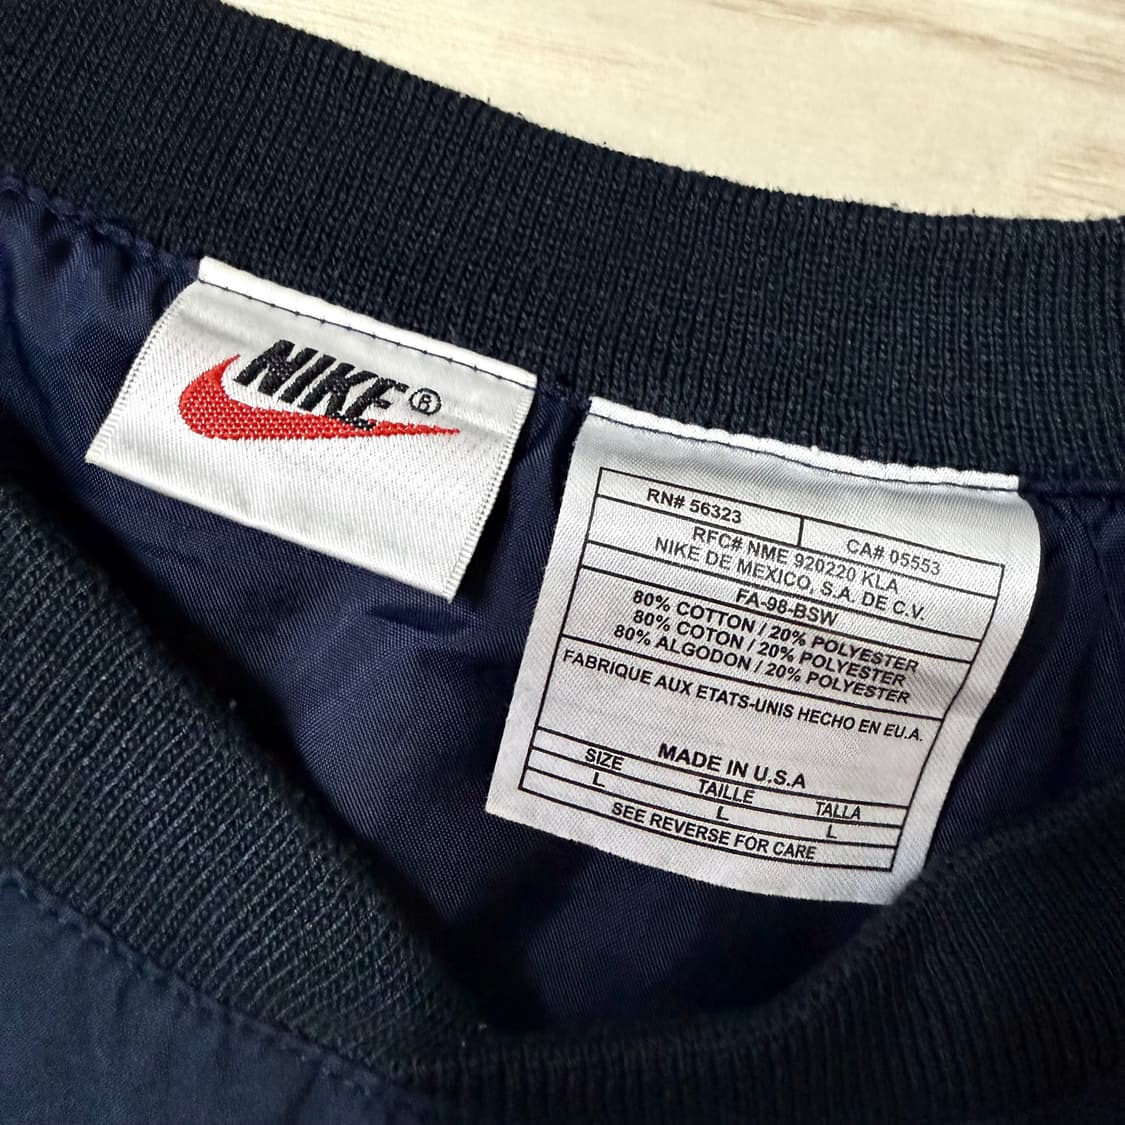 NIKE®
RN# 56323
CA# 05553
RFC# NME 920220 KLA
NIKE DE MEXICO, S.A. DE C.V.
FA-98-BSW
80% COTTON / 20% POLYESTER
80% COTON / 20% POLYESTER
80% ALGODON / 20% POLYESTER
FABRIQUE AUX ETATS-UNIS HECHO EN EU.A.
MADE IN U.S.A
SIZE TAILLE TALLA
L L L
SEE REVERSE FOR CARE